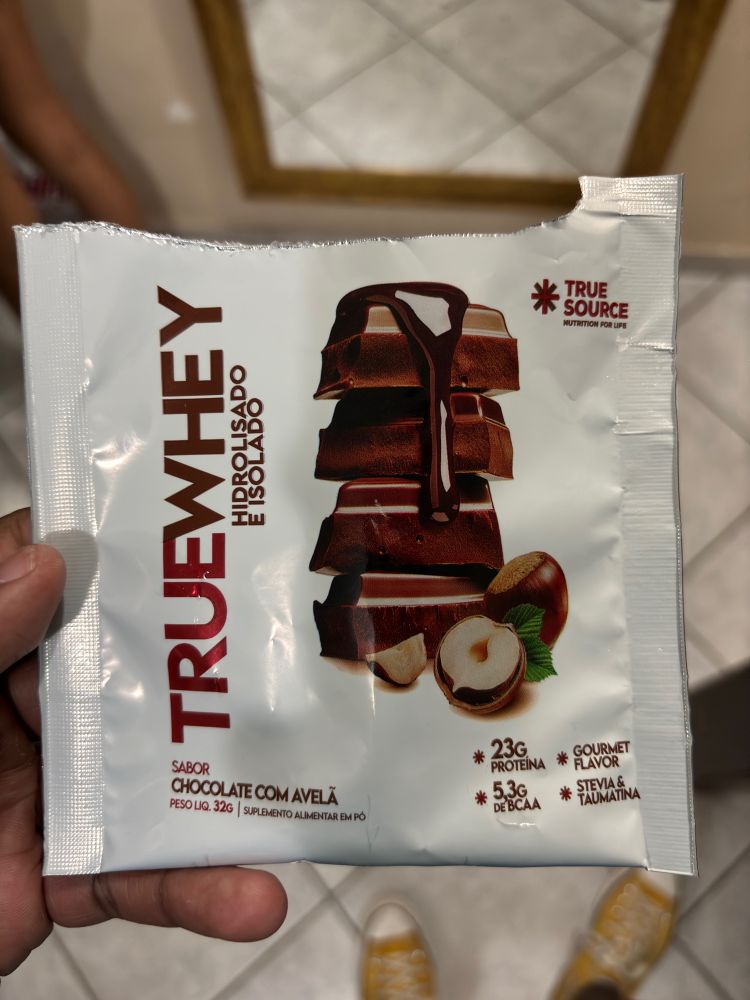 TRUE
SOURCE
NUTRITION FOR LIFE
TRUEWHEY
HIDROLISADO
E ISOLADO
SABOR
CHOCOLATE COM AVELÃ
PESO LIQ. 32G | SUPLEMENTO ALIMENTAR EM PÓ
23G
PROTEÍNA
5,3G
DE BCAA
GOURMET
FLAVOR
STEVIA &
TAUMATINA